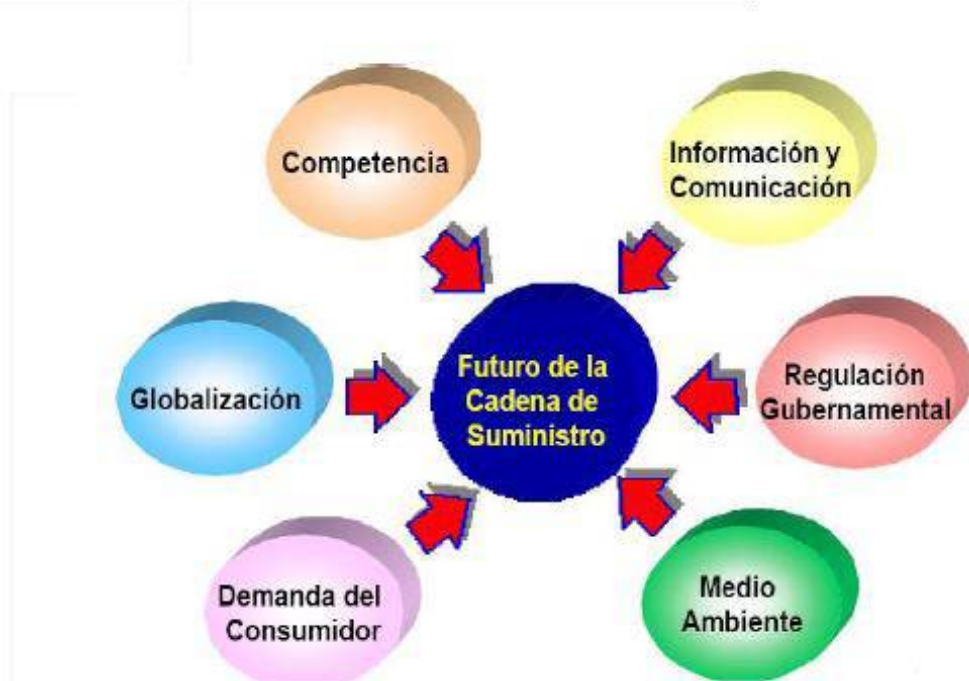 Competencia
Información y
Comunicación
Globalización
Futuro de la
Cadena de
Suministro
Regulación
Gubernamental
Demanda del
Consumidor
Medio
Ambiente